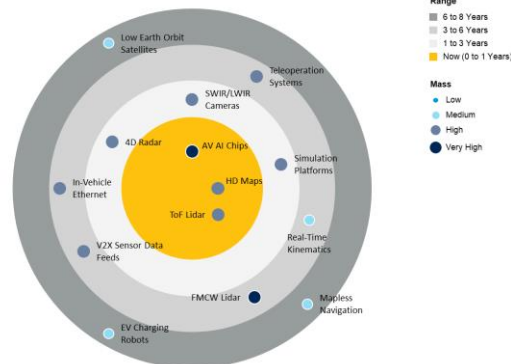 Range
6 to 8 Years
3 to 6 Years
1 to 3 Years
Now (0 to 1 Years)
Mass
Low
Medium
High
Very High
Low Earth Orbit
Satellites
Teleoperation
Systems
SWIR/LWIR
Cameras
4D Radar
AV AI Chips
Simulation
Platforms
In-Vehicle
Ethernet
HD Maps
ToF Lidar
V2X Sensor Data
Feeds
Real-Time
Kinematics
FMCW Lidar
Mapless
Navigation
EV Charging
Robots